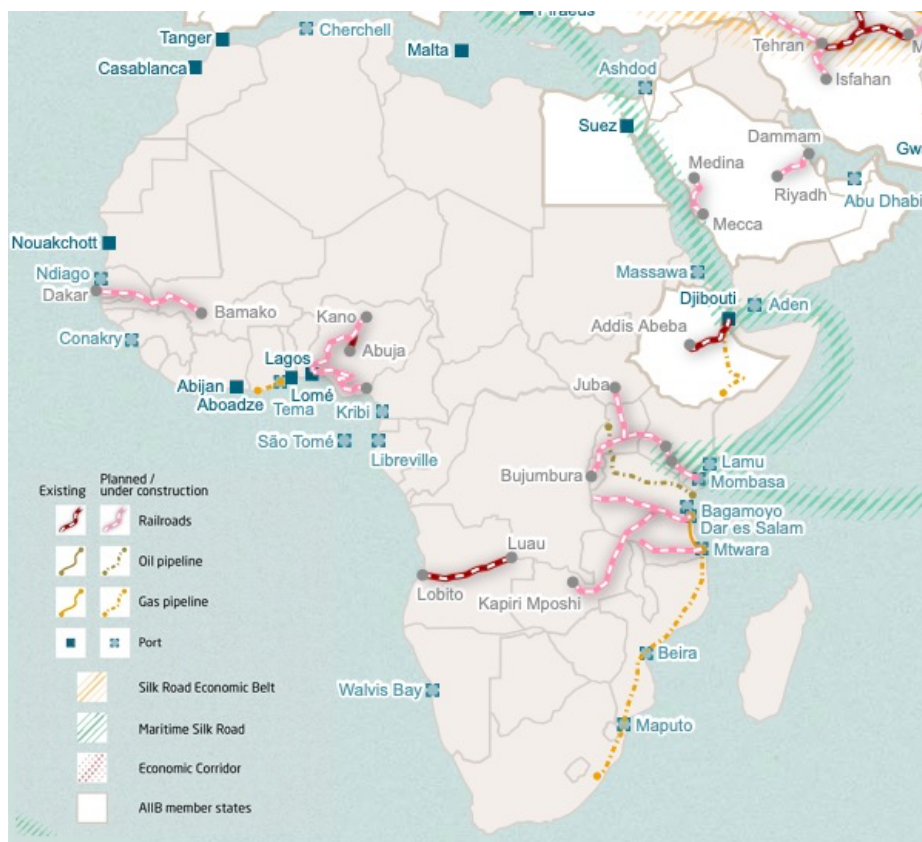 Piraeus
Tanger
Cherchell
Malta
Casablanca
Tehran
Isfahan
Ashdod
Suez
Dammam
Gw
Medina
Riyadh
Abu Dhabi
Mecca
Nouakchott
Ndiago
Dakar
Bamako
Massawa
Djibouti
Aden
Addis Abeba
Kano
Abuja
Conakry
Lagos
Abijan
Lomé
Aboadze
Tema
Kribi
Juba
São Tomé
Libreville
Lamu
Bujumbura
Mombasa
Bagamoyo
Dar es Salam
Mtwara
Luau
Lobito
Kapiri Mposhi
Beira
Walvis Bay
Maputo
Planned /
Existing under construction
Railroads
Oil pipeline
Gas pipeline
Port
Silk Road Economic Belt
Maritime Silk Road
Economic Corridor
AIIB member states